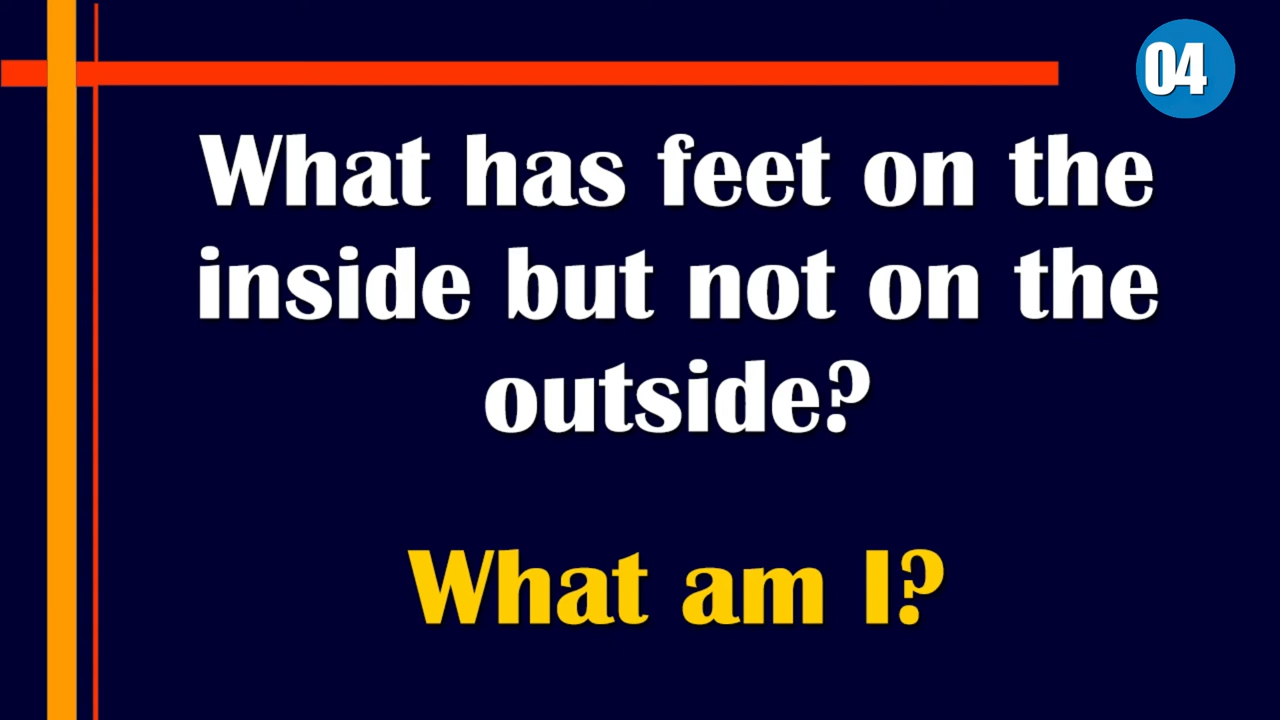 04
What has feet on the
inside but not on the
outside?
What am I?